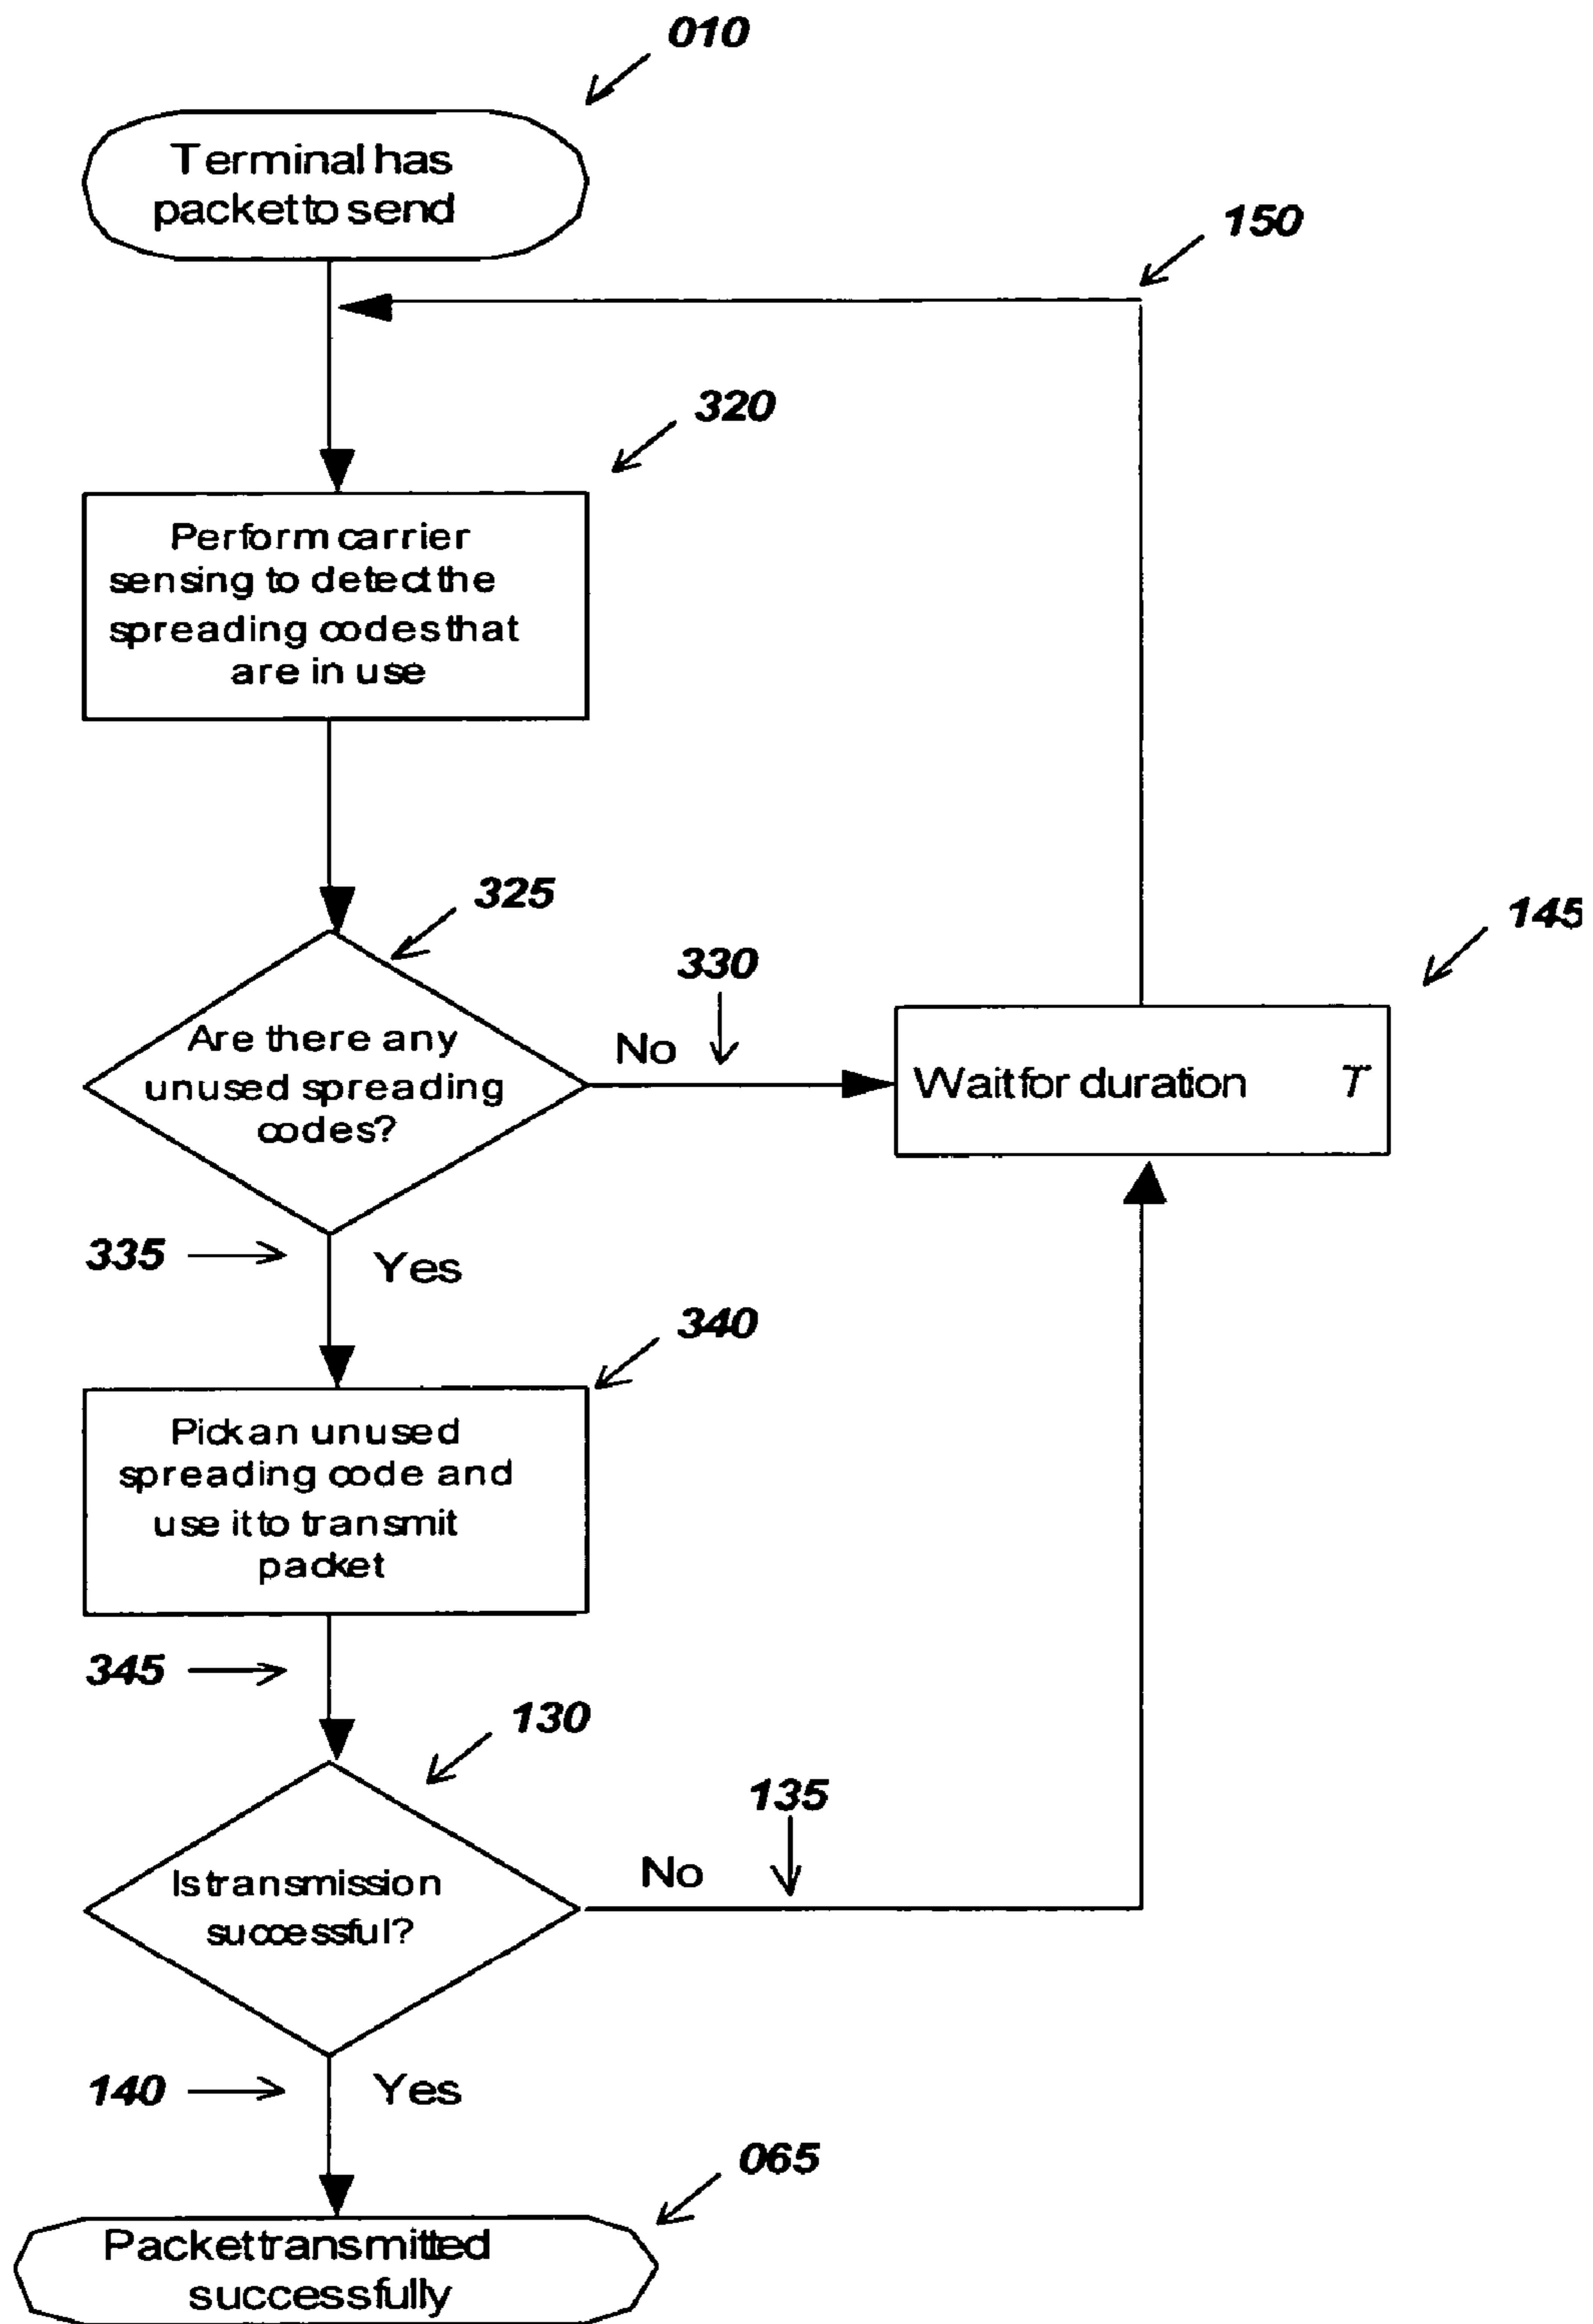 010
Terminal has
packet to send
150
320
Perform carrier
sensing to detect the
spreading codes that
are in use
325
330
145
Are there any
unused spreading
codes?
No
Wait for duration T
335
Yes
340
Pick an unused
spreading code and
use it to transmit
packet
345
130
135
Is transmission
successful?
No
140
Yes
065
Packet transmitted
successfully